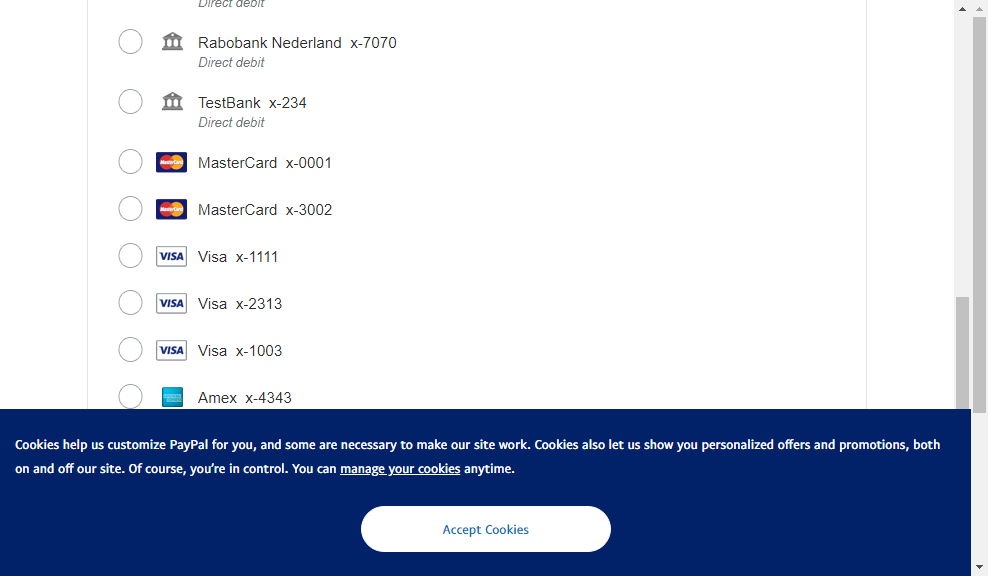 Direct debit
Rabobank Nederland x-7070
Direct debit
TestBank x-234
Direct debit
MasterCard MasterCard x-0001
MasterCard MasterCard x-3002
VISA Visa x-1111
VISA Visa x-2313
VISA Visa x-1003
Amex x-4343
Cookies help us customize PayPal for you, and some are necessary to make our site work. Cookies also let us show you personalized offers and promotions, both
on and off our site. Of course, you're in control. You can manage your cookies anytime.
Accept Cookies